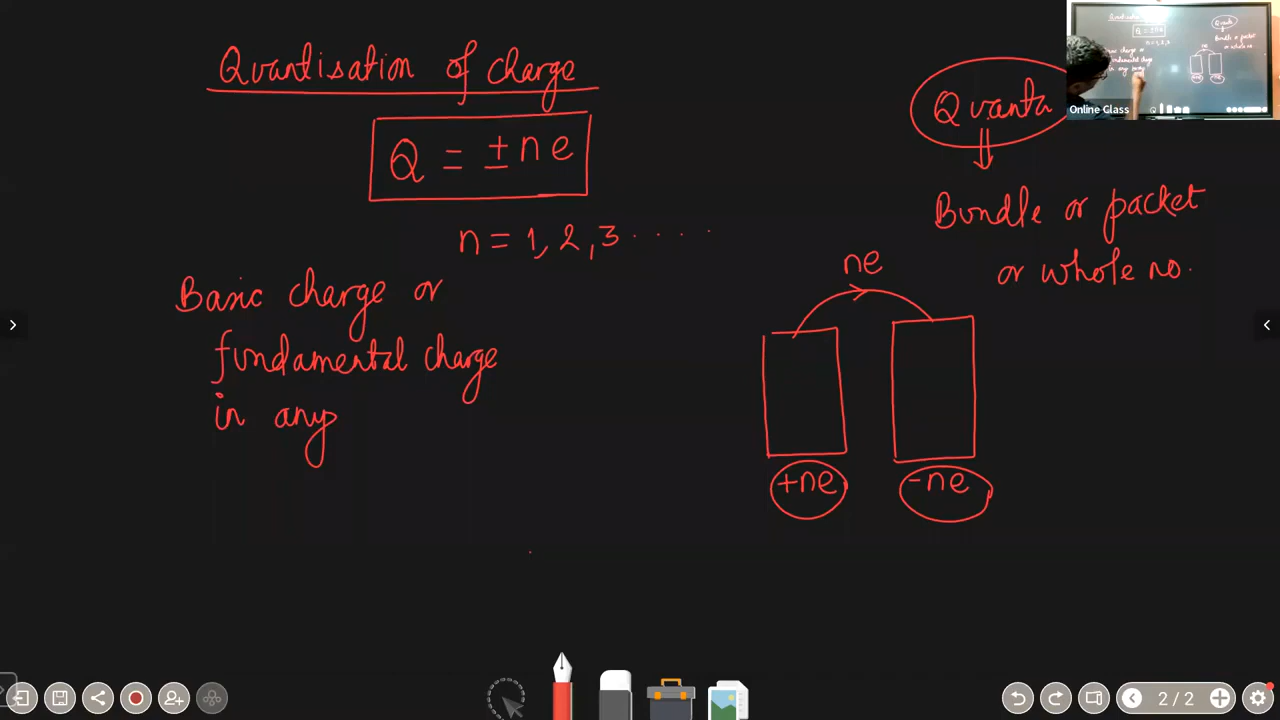 Quantisation of charge
Q = ±ne
n = 1, 2, 3 . . . .
Basic charge or
fundamental charge
in any
Quanta
Bundle or packet
or whole no.
ne
+ne
-ne
Online Class
2/2